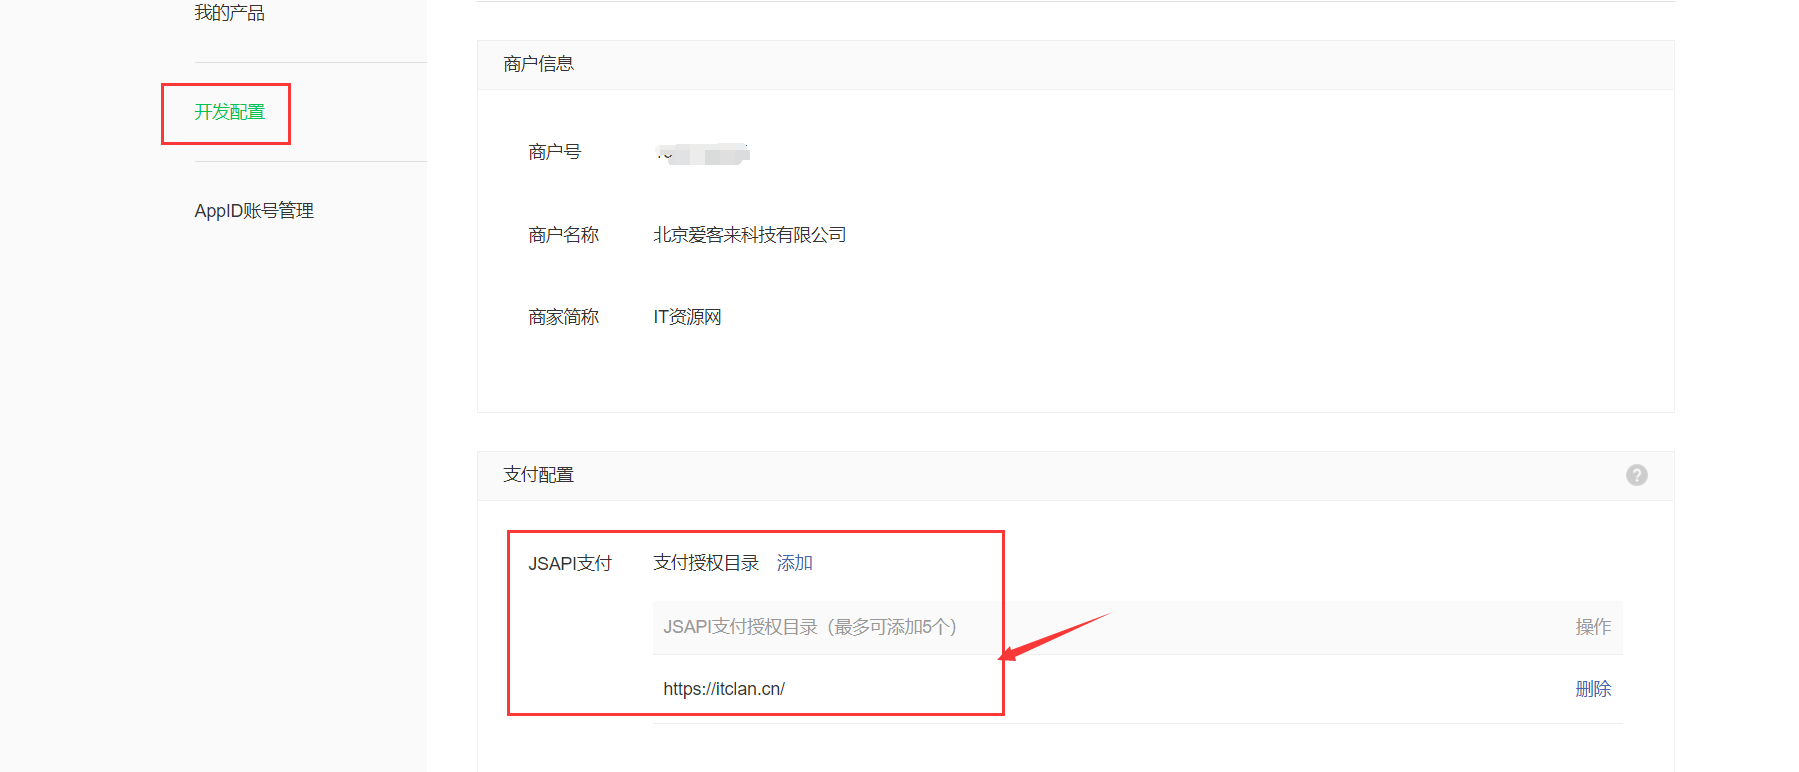 我的产品
开发配置
AppID账号管理
商户信息
商户号
商户名称 北京爱客来科技有限公司
商家简称 IT资源网
支付配置 ?
JSAPI支付 支付授权目录 添加
JSAPI支付授权目录（最多可添加5个） 操作
https://itclan.cn/ 删除